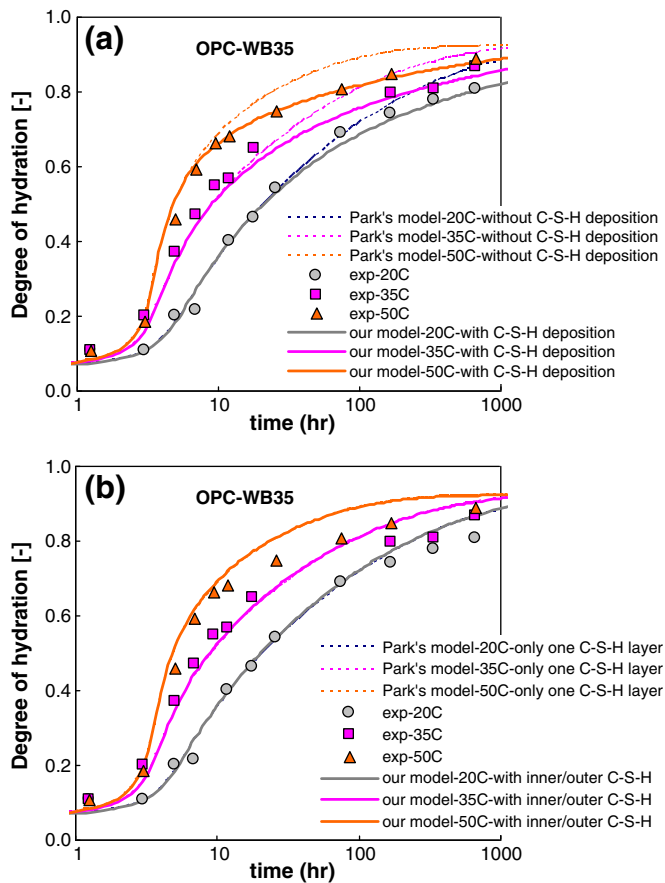 (a)
OPC-WB35
1.0
0.8
0.6
0.4
0.2
0.0
Degree of hydration [-]
Park's model-20C-without C-S-H deposition
Park's model-35C-without C-S-H deposition
Park's model-50C-without C-S-H deposition
exp-20C
exp-35C
exp-50C
our model-20C-with C-S-H deposition
our model-35C-with C-S-H deposition
our model-50C-with C-S-H deposition
1 10 100 1000
time (hr)
(b)
OPC-WB35
1.0
0.8
0.6
0.4
0.2
0.0
Degree of hydration [-]
Park's model-20C-only one C-S-H layer
Park's model-35C-only one C-S-H layer
Park's model-50C-only one C-S-H layer
exp-20C
exp-35C
exp-50C
our model-20C-with inner/outer C-S-H
our model-35C-with inner/outer C-S-H
our model-50C-with inner/outer C-S-H
1 10 100 1000
time (hr)